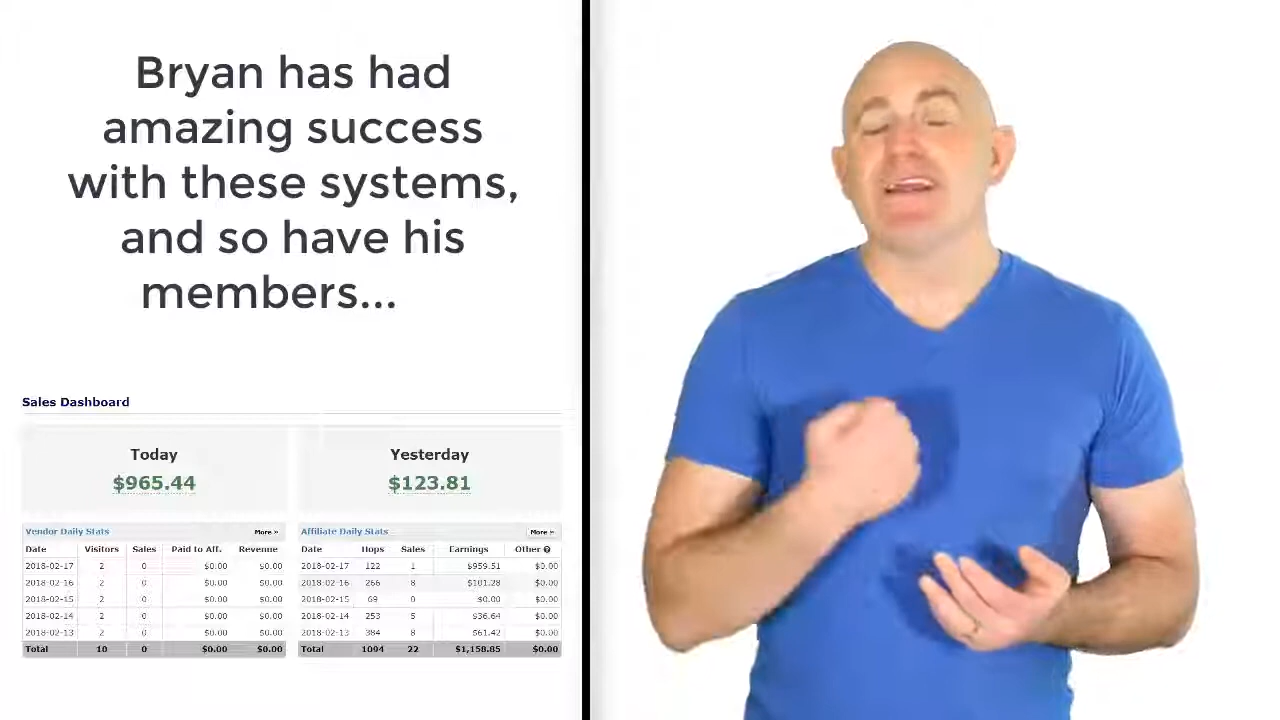 Bryan has had
amazing success
with these systems,
and so have his
members...
Sales Dashboard
Today Yesterday
$965.44 $123.81
Vendor Daily Stats More » Affiliate Daily Stats More »
Date Visitors Sales Paid to Aff. Revenue Date Hops Sales Earnings Other
2018-02-17 2 0 $0.00 $0.00 2018-02-17 122 1 $959.51 $0.00
2018-02-16 2 0 $0.00 $0.00 2018-02-16 266 8 $101.28 $0.00
2018-02-15 2 0 $0.00 $0.00 2018-02-15 69 0 $0.00 $0.00
2018-02-14 2 0 $0.00 $0.00 2018-02-14 253 5 $36.64 $0.00
2018-02-13 2 0 $0.00 $0.00 2018-02-13 384 8 $61.42 $0.00
Total 10 0 $0.00 $0.00 Total 1094 22 $1,158.85 $0.00